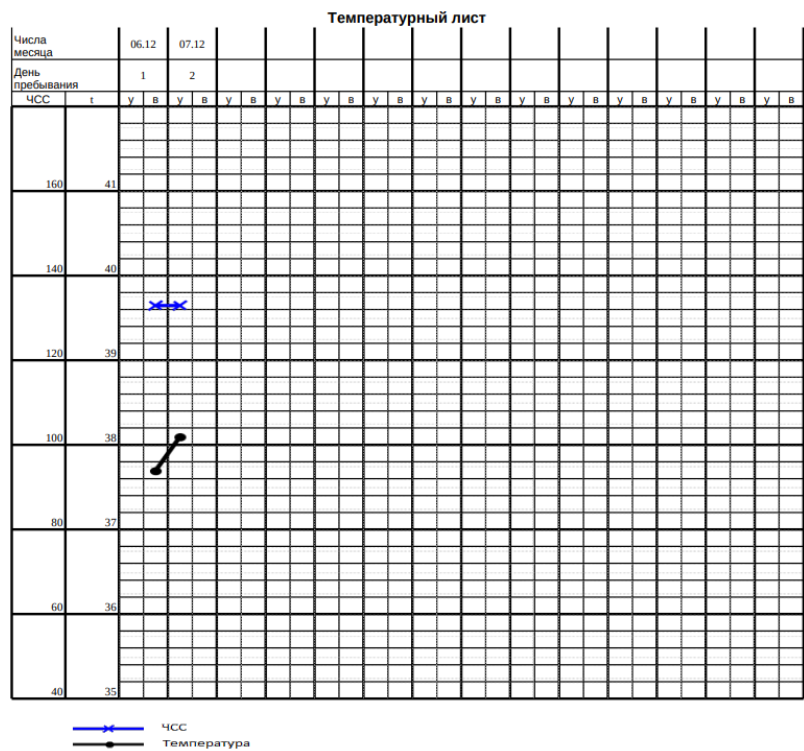 Температурный лист
Числа месяца 06.12 07.12
День пребывания 1 2
ЧСС t у в у в у в у в у в у в у в у в у в у в у в у в у в у в
160 41
140 40
120 39
100 38
80 37
60 36
40 35
ЧСС
Температура